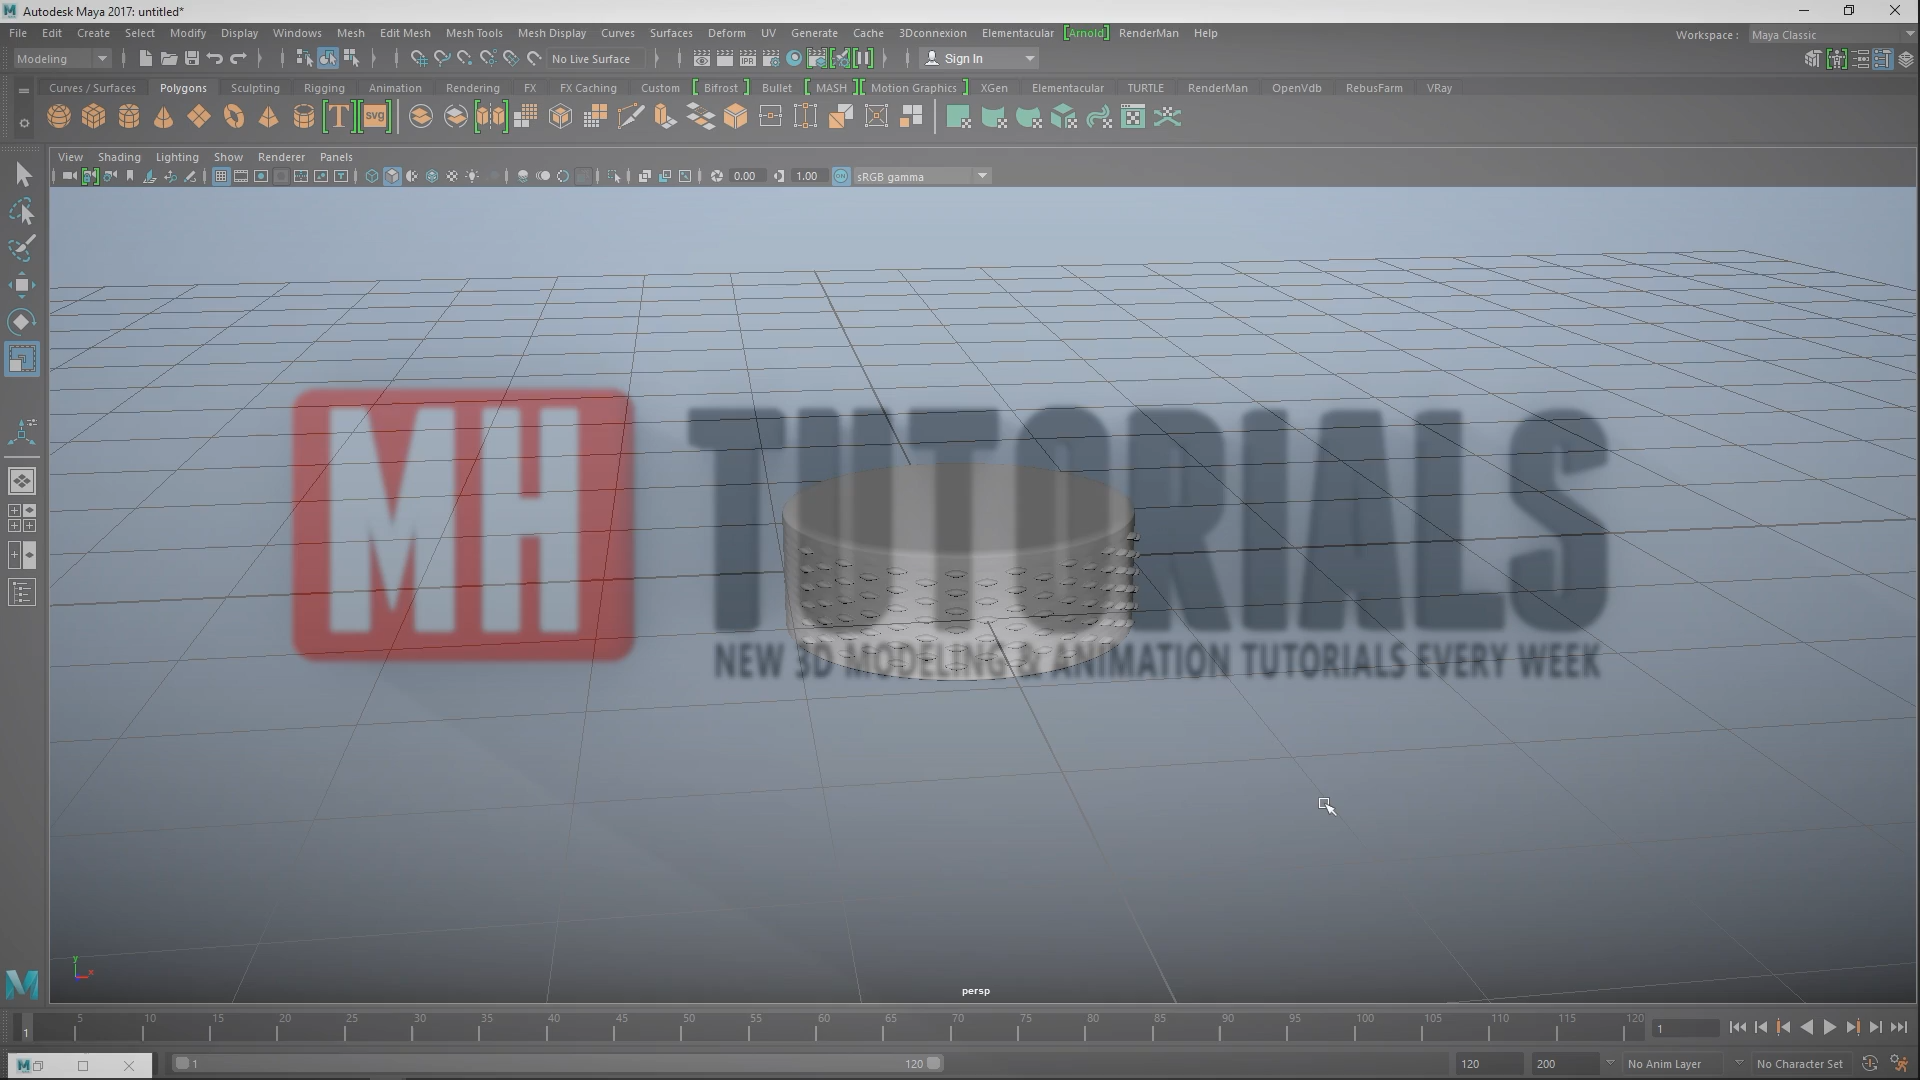 Autodesk Maya 2017: untitled*
File Edit Create Select Modify Display Windows Mesh Edit Mesh Mesh Tools Mesh Display Curves Surfaces Deform UV Generate Cache 3Dconnexion Elementacular [Arnold] RenderMan Help
Workspace : Maya Classic
Modeling No Live Surface Sign In
Curves / Surfaces Polygons Sculpting Rigging Animation Rendering FX FX Caching Custom [ Bifrost ] Bullet [ MASH ][ Motion Graphics ] XGen Elementacular TURTLE RenderMan OpenVdb RebusFarm VRay
T svg
View Shading Lighting Show Renderer Panels
0.00 1.00 ON sRGB gamma
MH TUTORIALS
NEW 3D MODELING & ANIMATION TUTORIALS EVERY WEEK
y
x
persp
1 5 10 15 20 25 30 35 40 45 50 55 60 65 70 75 80 85 90 95 100 105 110 115 120 1
M 1 120 120 200 No Anim Layer No Character Set